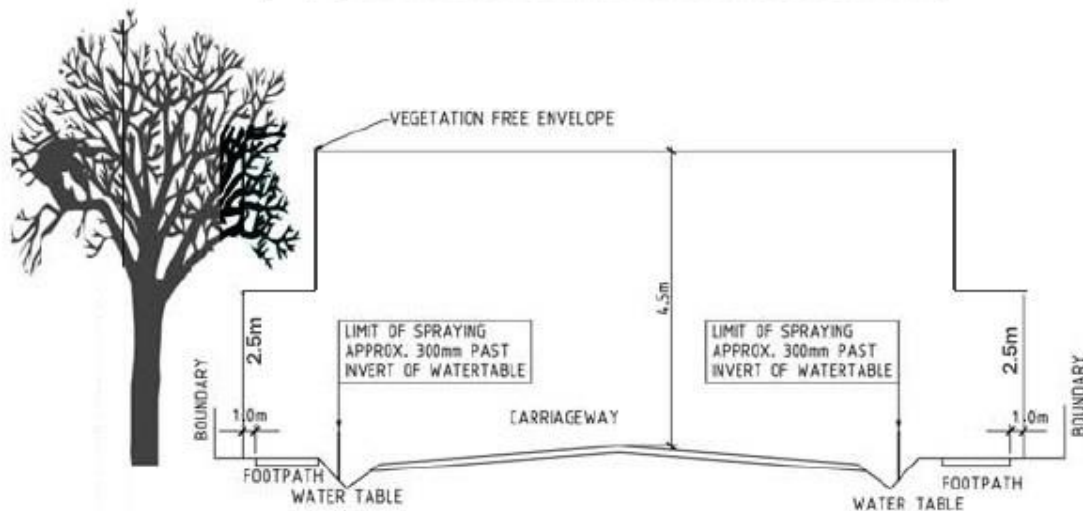 VEGETATION FREE ENVELOPE
4.5m
LIMIT OF SPRAYING
APPROX. 300mm PAST
INVERT OF WATERTABLE
LIMIT OF SPRAYING
APPROX. 300mm PAST
INVERT OF WATERTABLE
2.5m
2.5m
BOUNDARY
BOUNDARY
1.0m
CARRIAGEWAY
1.0m
FOOTPATH
WATER TABLE
FOOTPATH
WATER TABLE